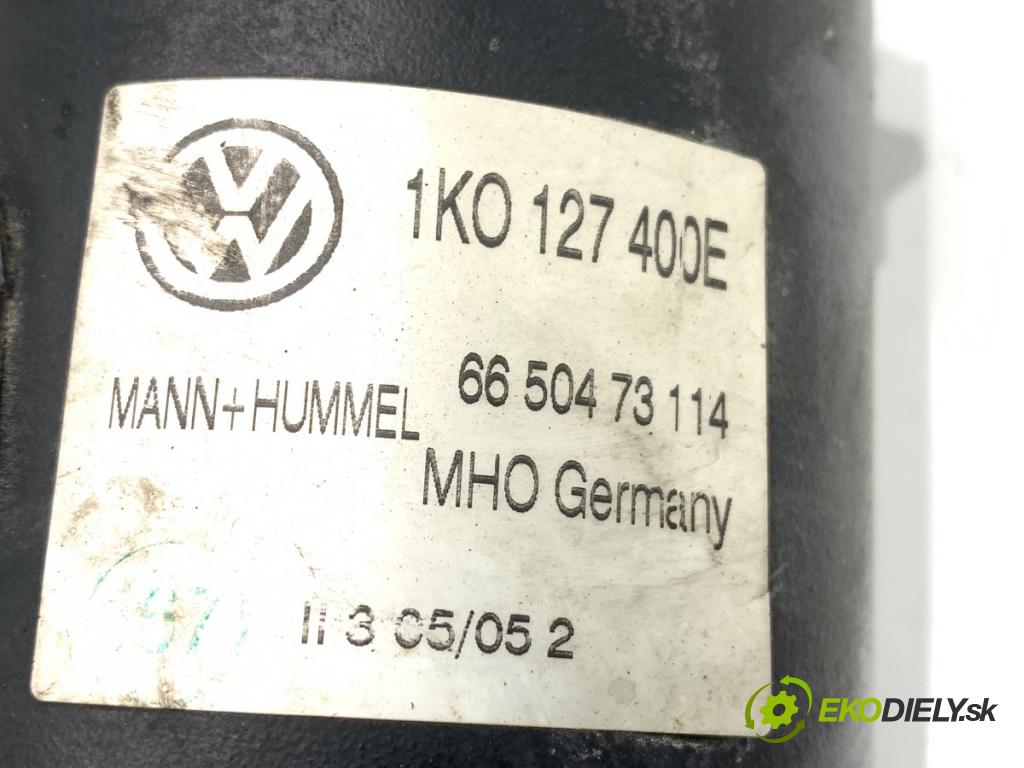 1K0 127 400E
66 504 73 114
MANN+HUMMEL
MHO Germany
II 3 05/05 2
EKODIELY.sk